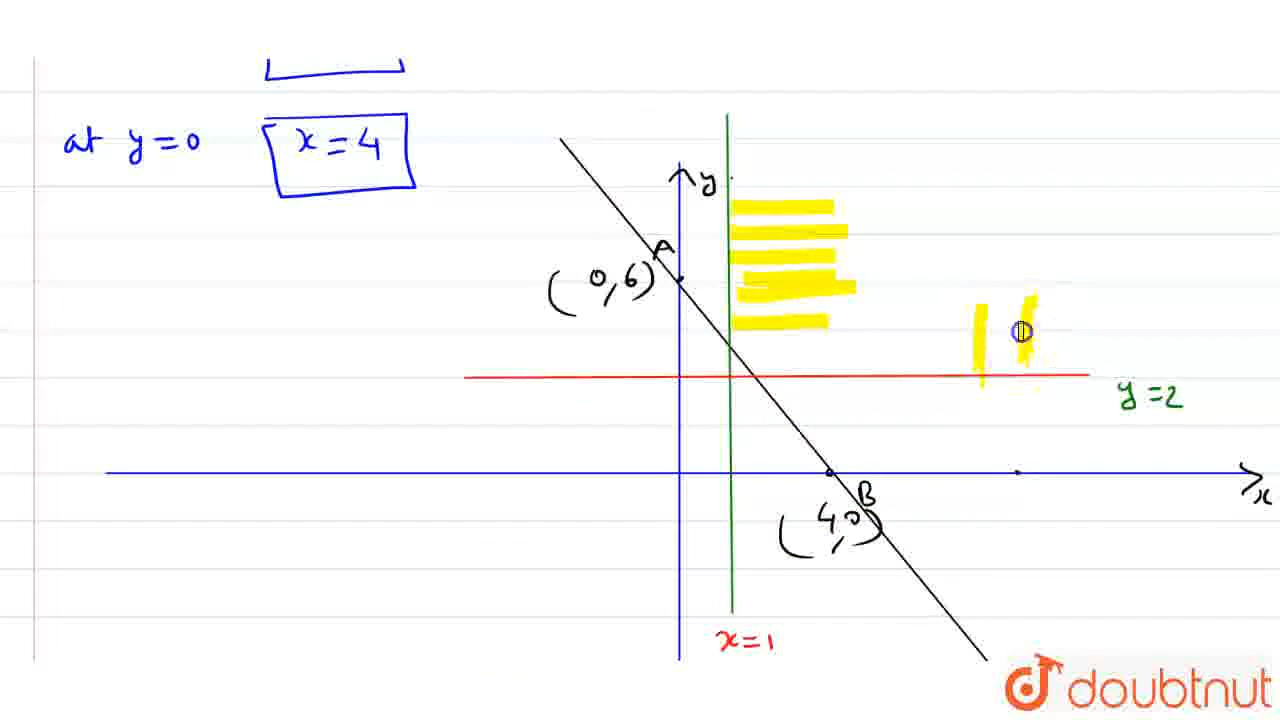 at y=0 x=4
y
A
(0,6)
y=2
x
B
(4,0)
x=1
doubtnut